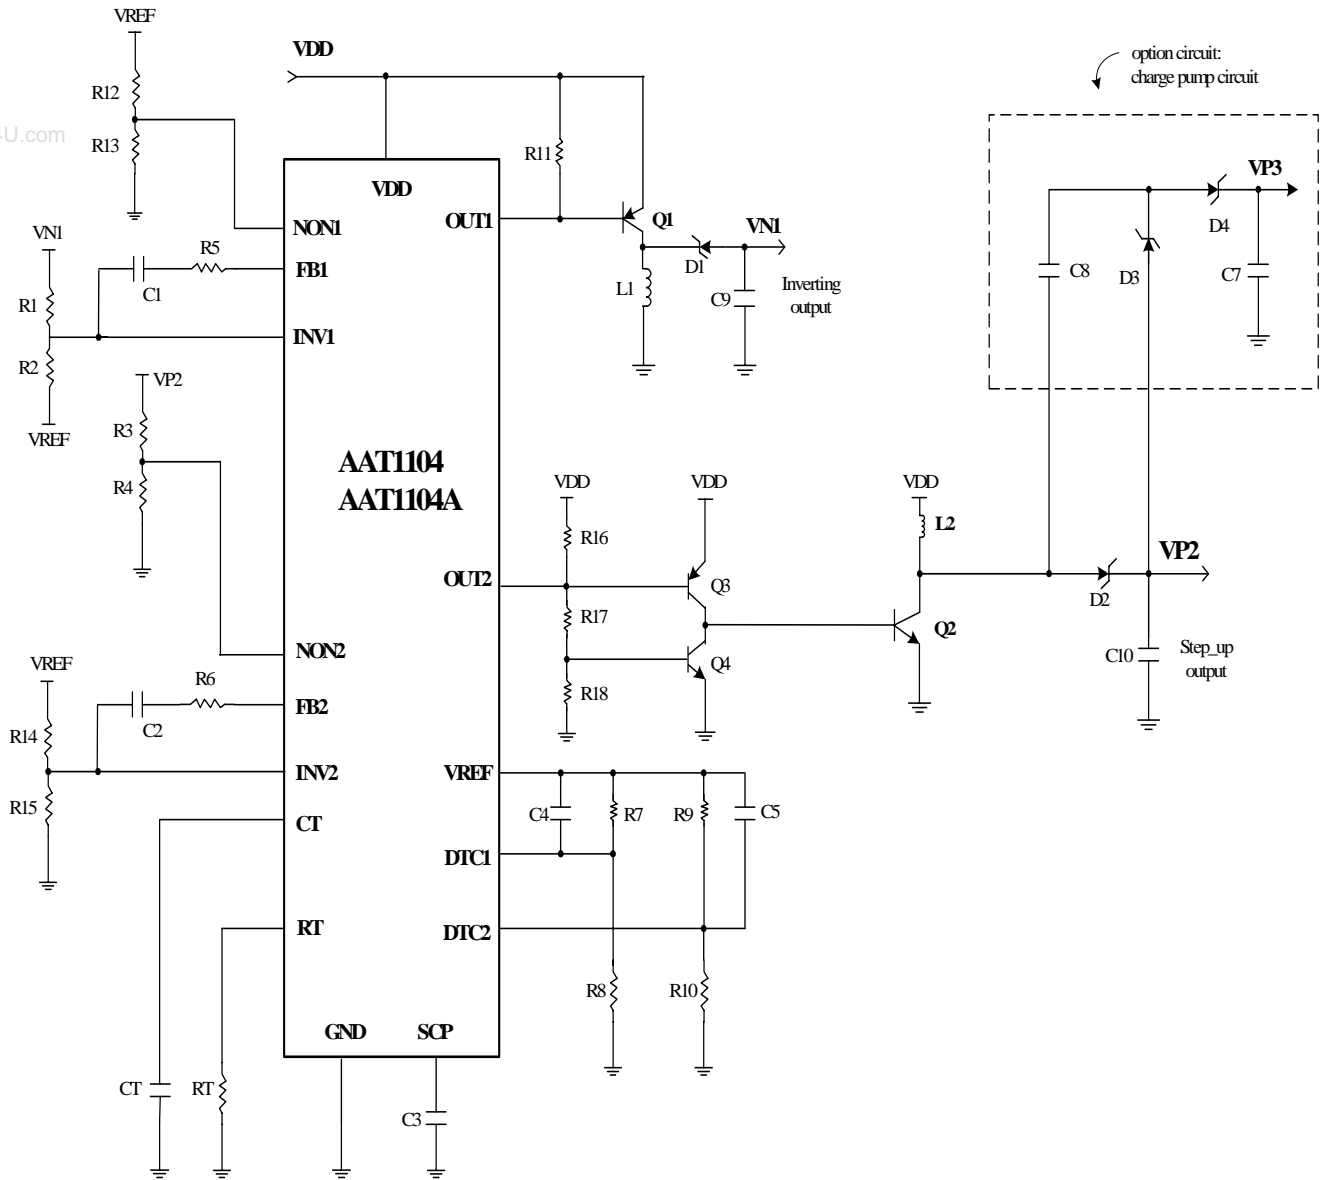 VREF
VDD
option circuit:
charge pump circuit
R12
4U.com
R13
R11
VDD
VP3
OUT1
Q1
VN1
NON1
VN1
D4
R5
FB1
D1
D3
C8
C7
C1
L1
C9
Inverting
output
R1
INV1
R2
VP2
VREF
R3
AAT1104
AAT1104A
R4
VDD
VDD
VDD
L2
R16
VP2
OUT2
Q3
D2
R17
Q2
NON2
C10
Step_up
output
VREF
Q4
R6
R18
FB2
C2
R14
INV2
VREF
R15
C4
R7
R9
C5
CT
DTC1
RT
DTC2
R8
R10
GND
SCP
CT
RT
C3